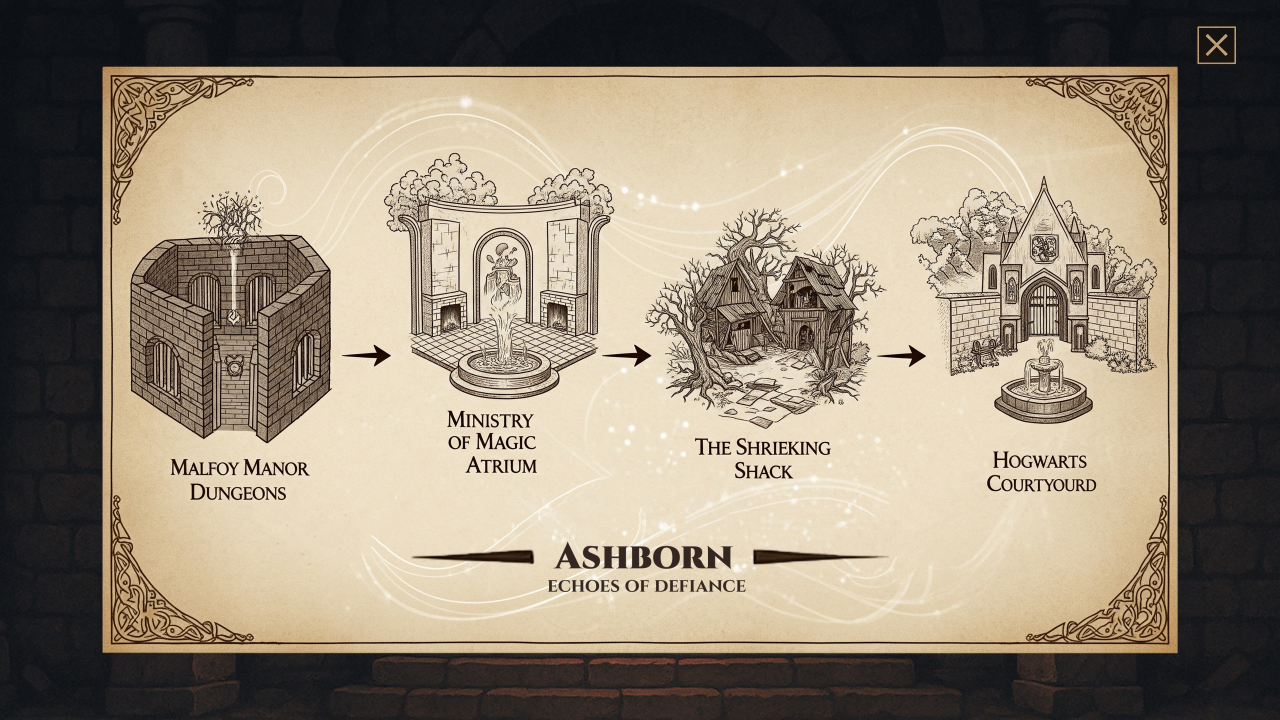 Malfoy Manor
Dungeons
Ministry
of Magic
Atrium
The Shrieking
Shack
Hogwarts
Courtyourd
Ashborn
Echoes of Defiance